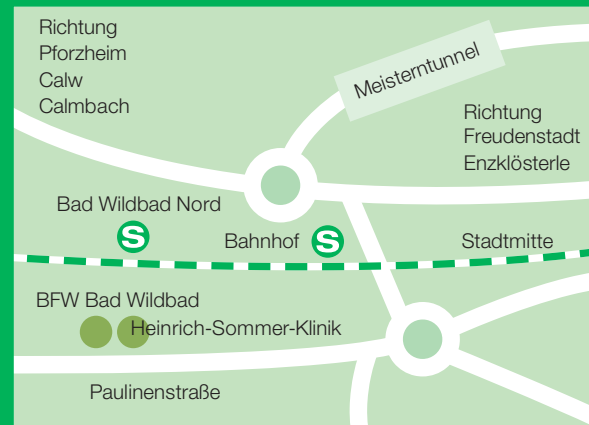 Richtung
Pforzheim
Calw
Calmbach
Meisterntunnel
Richtung
Freudenstadt
Enzklösterle
Bad Wildbad Nord
S
Bahnhof S
Stadtmitte
BFW Bad Wildbad
Heinrich-Sommer-Klinik
Paulinenstraße